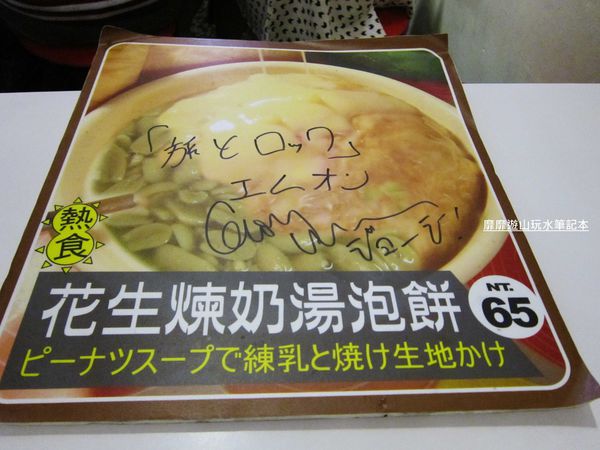 「旅とロック」
エムオン
ジョージ!
熱食
花生煉奶湯泡餅
NT.
65
ピーナツスープで練乳と焼け生地かけ
靡靡遊山玩水筆記本